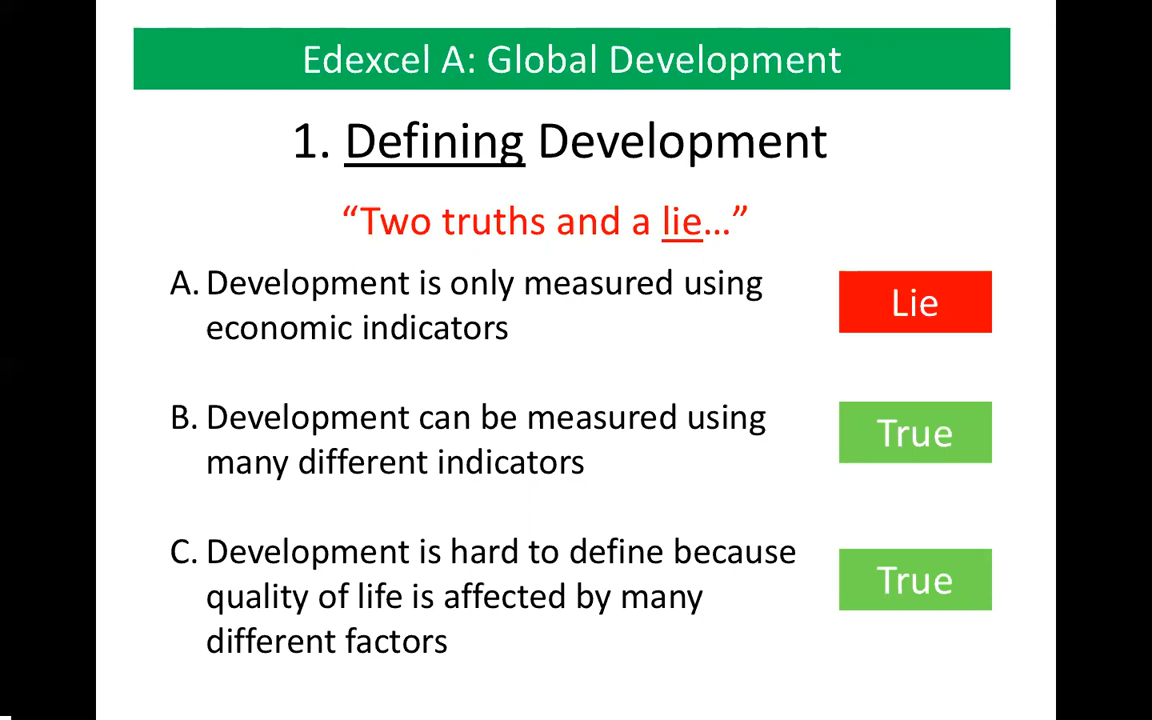 Edexcel A: Global Development
1. Defining Development
“Two truths and a lie…”
A. Development is only measured using
economic indicators
Lie
B. Development can be measured using
many different indicators
True
C. Development is hard to define because
quality of life is affected by many
different factors
True